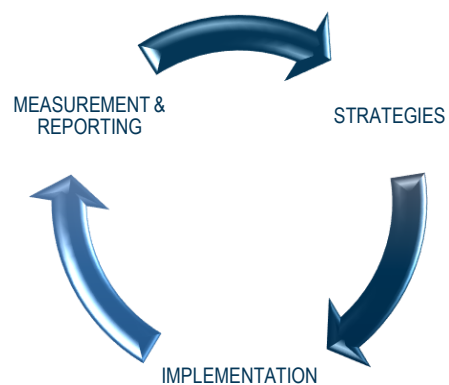 MEASUREMENT &
REPORTING
STRATEGIES
IMPLEMENTATION